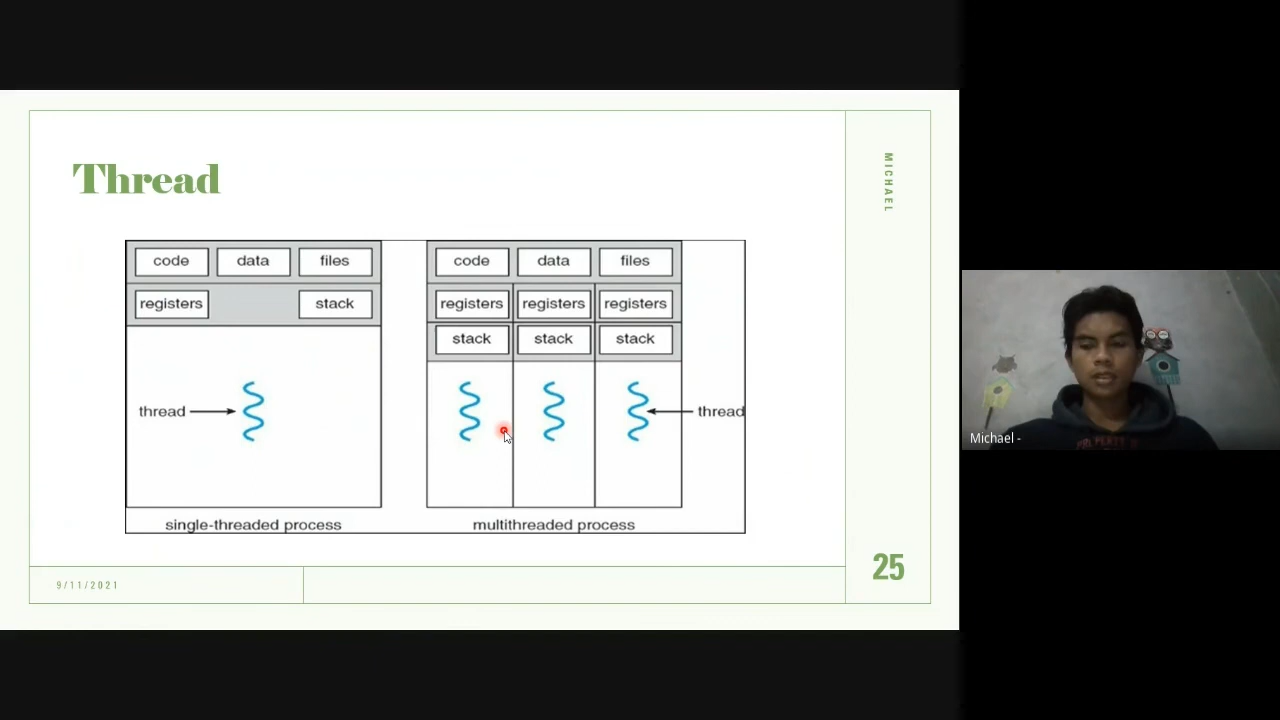 Thread
MICHAEL
code data files
registers stack
thread
single-threaded process
code data files
registers registers registers
stack stack stack
thread
multithreaded process
9/11/2021
25
Michael -
PROPERTY